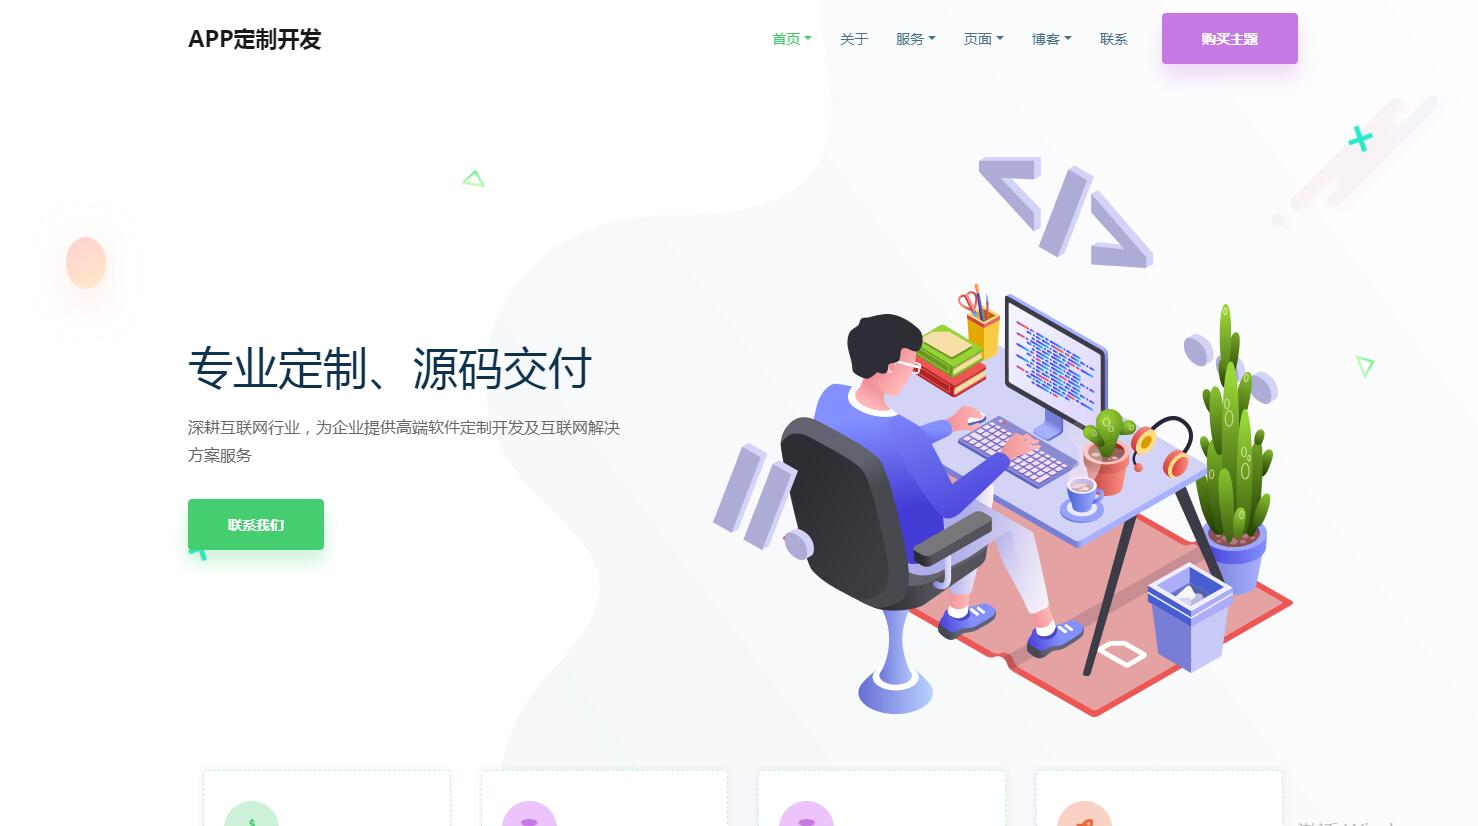 APP定制开发
首页
关于
服务
页面
博客
联系
购买主题
专业定制、源码交付
深耕互联网行业，为企业提供高端软件定制开发及互联网解决
方案服务
联系我们